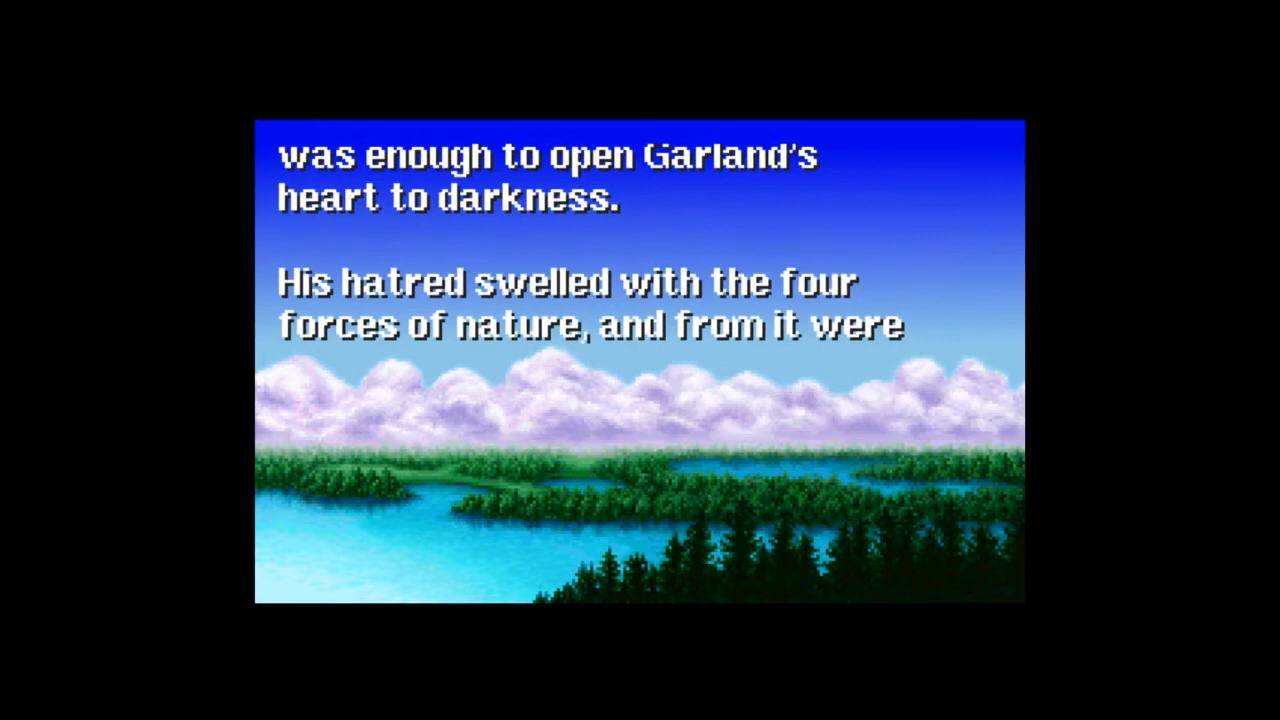 was enough to open Garland's
heart to darkness.
His hatred swelled with the four
forces of nature, and from it were